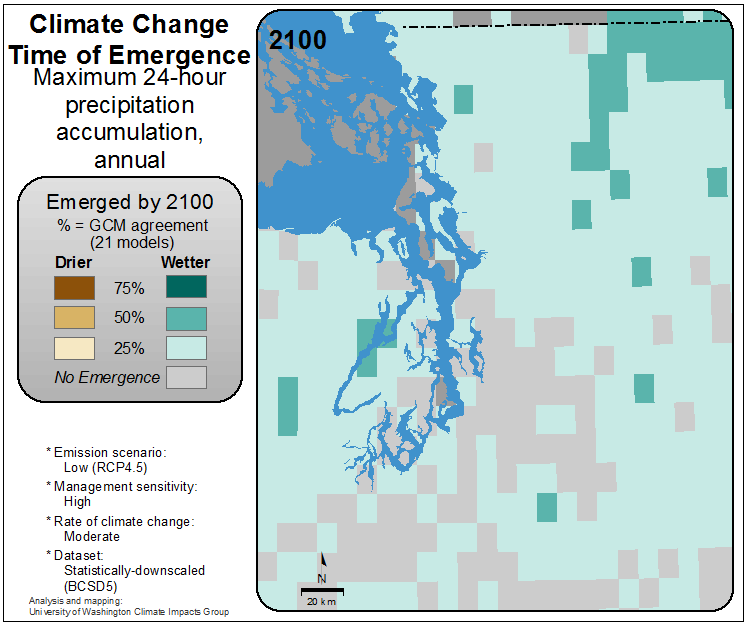 Climate Change
Time of Emergence
Maximum 24-hour
precipitation
accumulation,
annual
Emerged by 2100
% = GCM agreement
(21 models)
Drier Wetter
75%
50%
25%
No Emergence
* Emission scenario:
Low (RCP4.5)
* Management sensitivity:
High
* Rate of climate change:
Moderate
* Dataset:
Statistically-downscaled
(BCSD5)
Analysis and mapping:
University of Washington Climate Impacts Group
2100
N
20 km